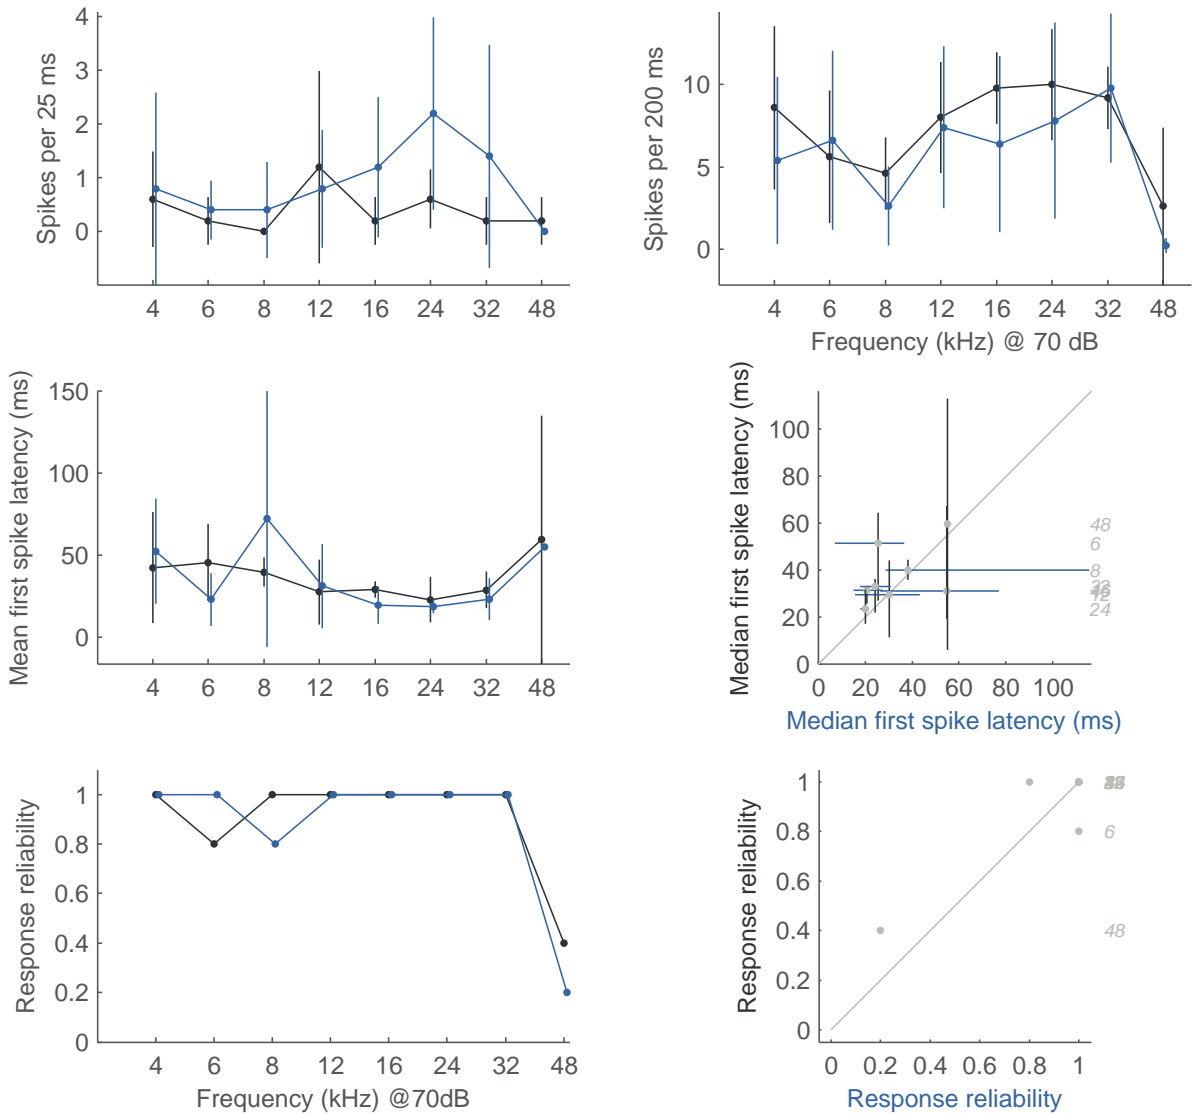 Spikes per 25 ms
4
3
2
1
0
4 6 8 12 16 24 32 48
Spikes per 200 ms
10
5
0
4 6 8 12 16 24 32 48
Frequency (kHz) @ 70 dB
Mean first spike latency (ms)
150
100
50
0
4 6 8 12 16 24 32 48
Median first spike latency (ms)
100
80
60
40
20
0
0 20 40 60 80 100
48
6
8
24
Median first spike latency (ms)
Response reliability
1
0.8
0.6
0.4
0.2
0
4 6 8 12 16 24 32 48
Frequency (kHz) @70dB
Response reliability
1
0.8
0.6
0.4
0.2
0
0 0.2 0.4 0.6 0.8 1
6
48
Response reliability